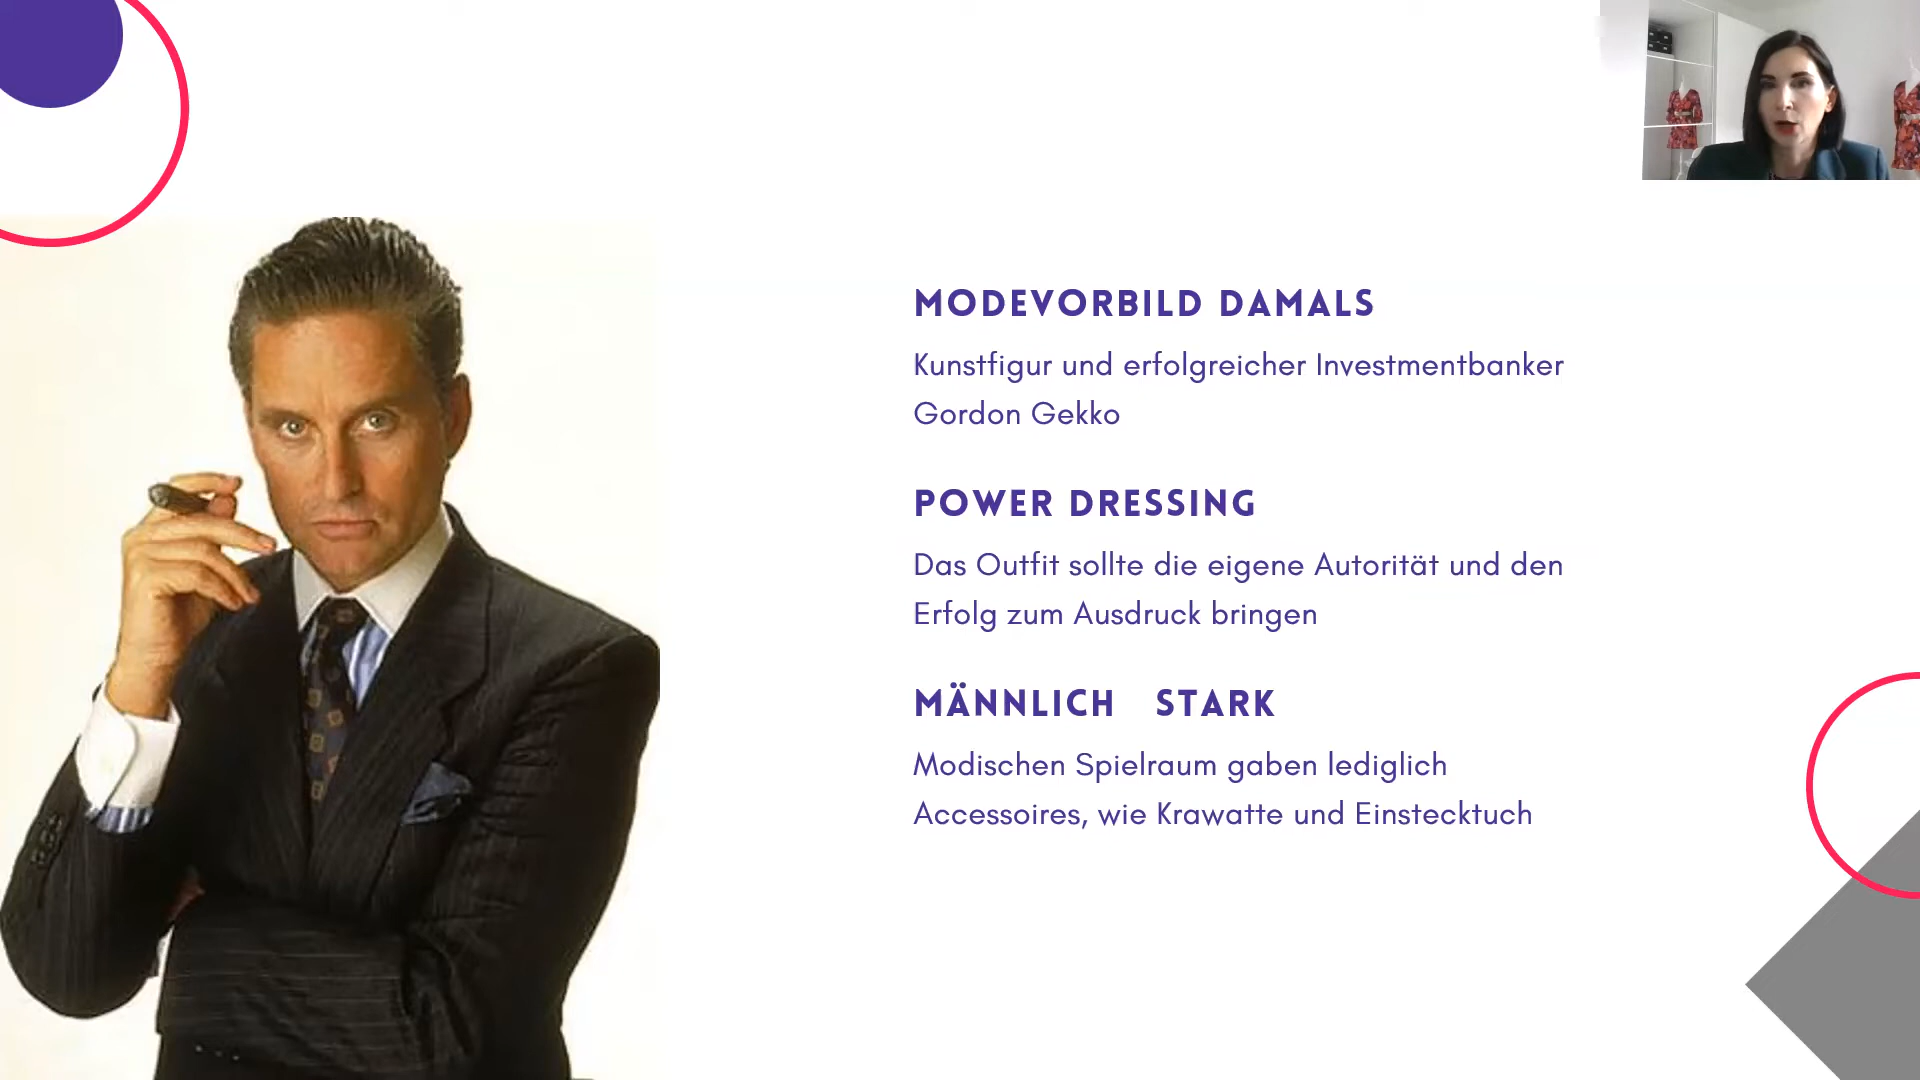 MODEVORBILD DAMALS
Kunstfigur und erfolgreicher Investmentbanker
Gordon Gekko
POWER DRESSING
Das Outfit sollte die eigene Autorität und den
Erfolg zum Ausdruck bringen
MÄNNLICH STARK
Modischen Spielraum gaben lediglich
Accessoires, wie Krawatte und Einstecktuch